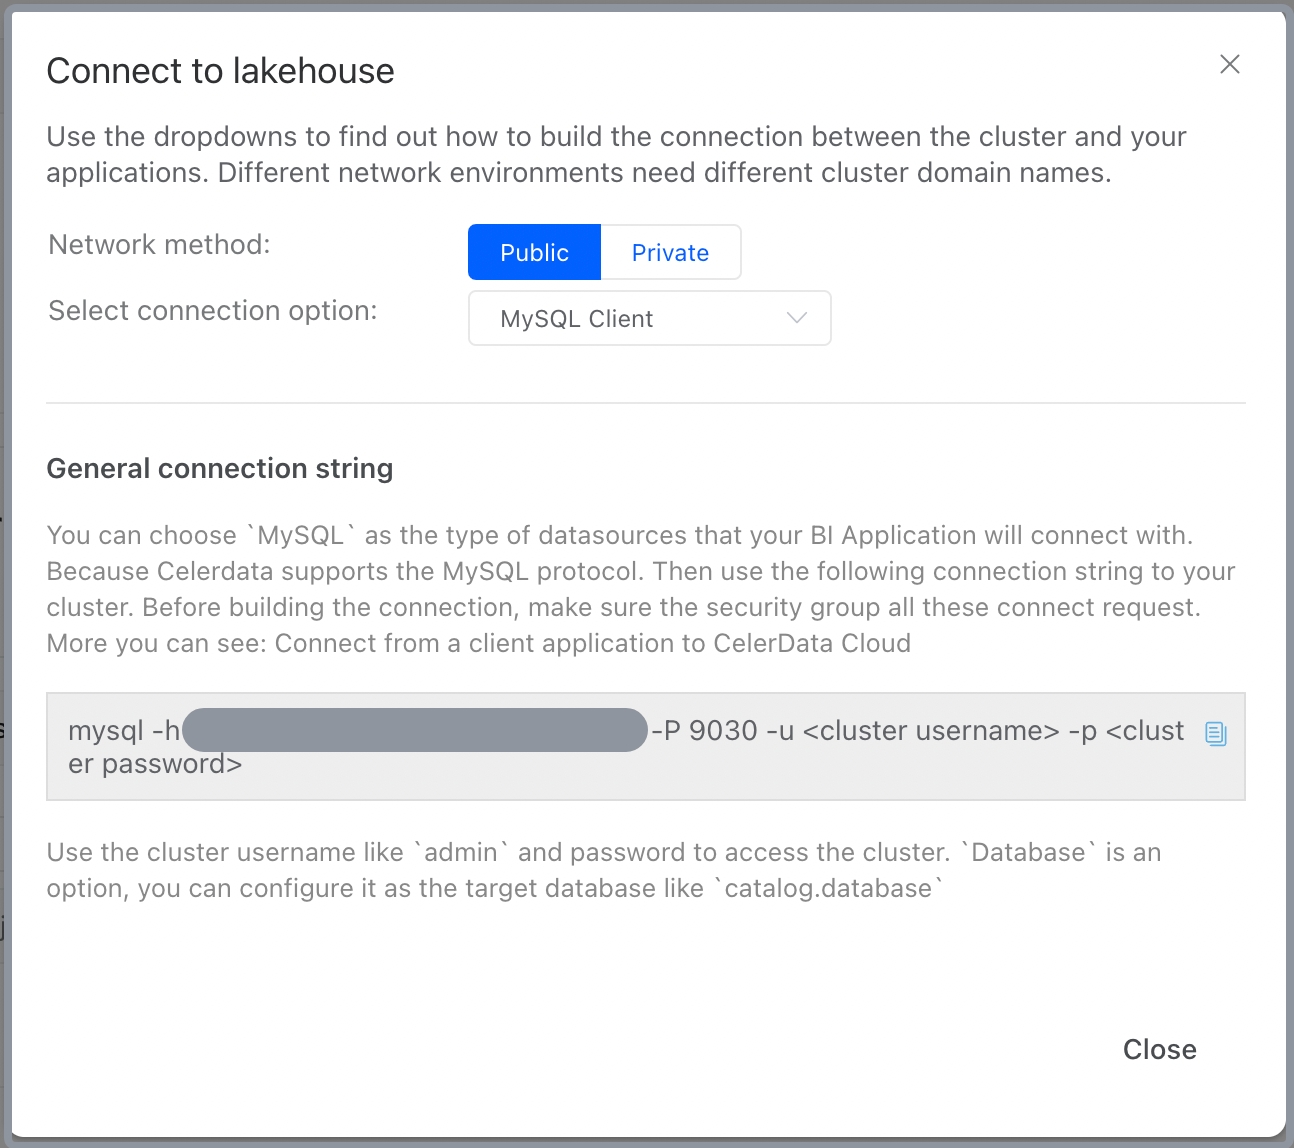 Connect to lakehouse
Use the dropdowns to find out how to build the connection between the cluster and your
applications. Different network environments need different cluster domain names.
Network method:
Public
Private
Select connection option:
MySQL Client
General connection string
You can choose `MySQL` as the type of datasources that your BI Application will connect with.
Because Celerdata supports the MySQL protocol. Then use the following connection string to your
cluster. Before building the connection, make sure the security group all these connect request.
More you can see: Connect from a client application to CelerData Cloud
mysql -h -P 9030 -u <cluster username> -p <clust
er password>
Use the cluster username like `admin` and password to access the cluster. `Database` is an
option, you can configure it as the target database like `catalog.database`
Close